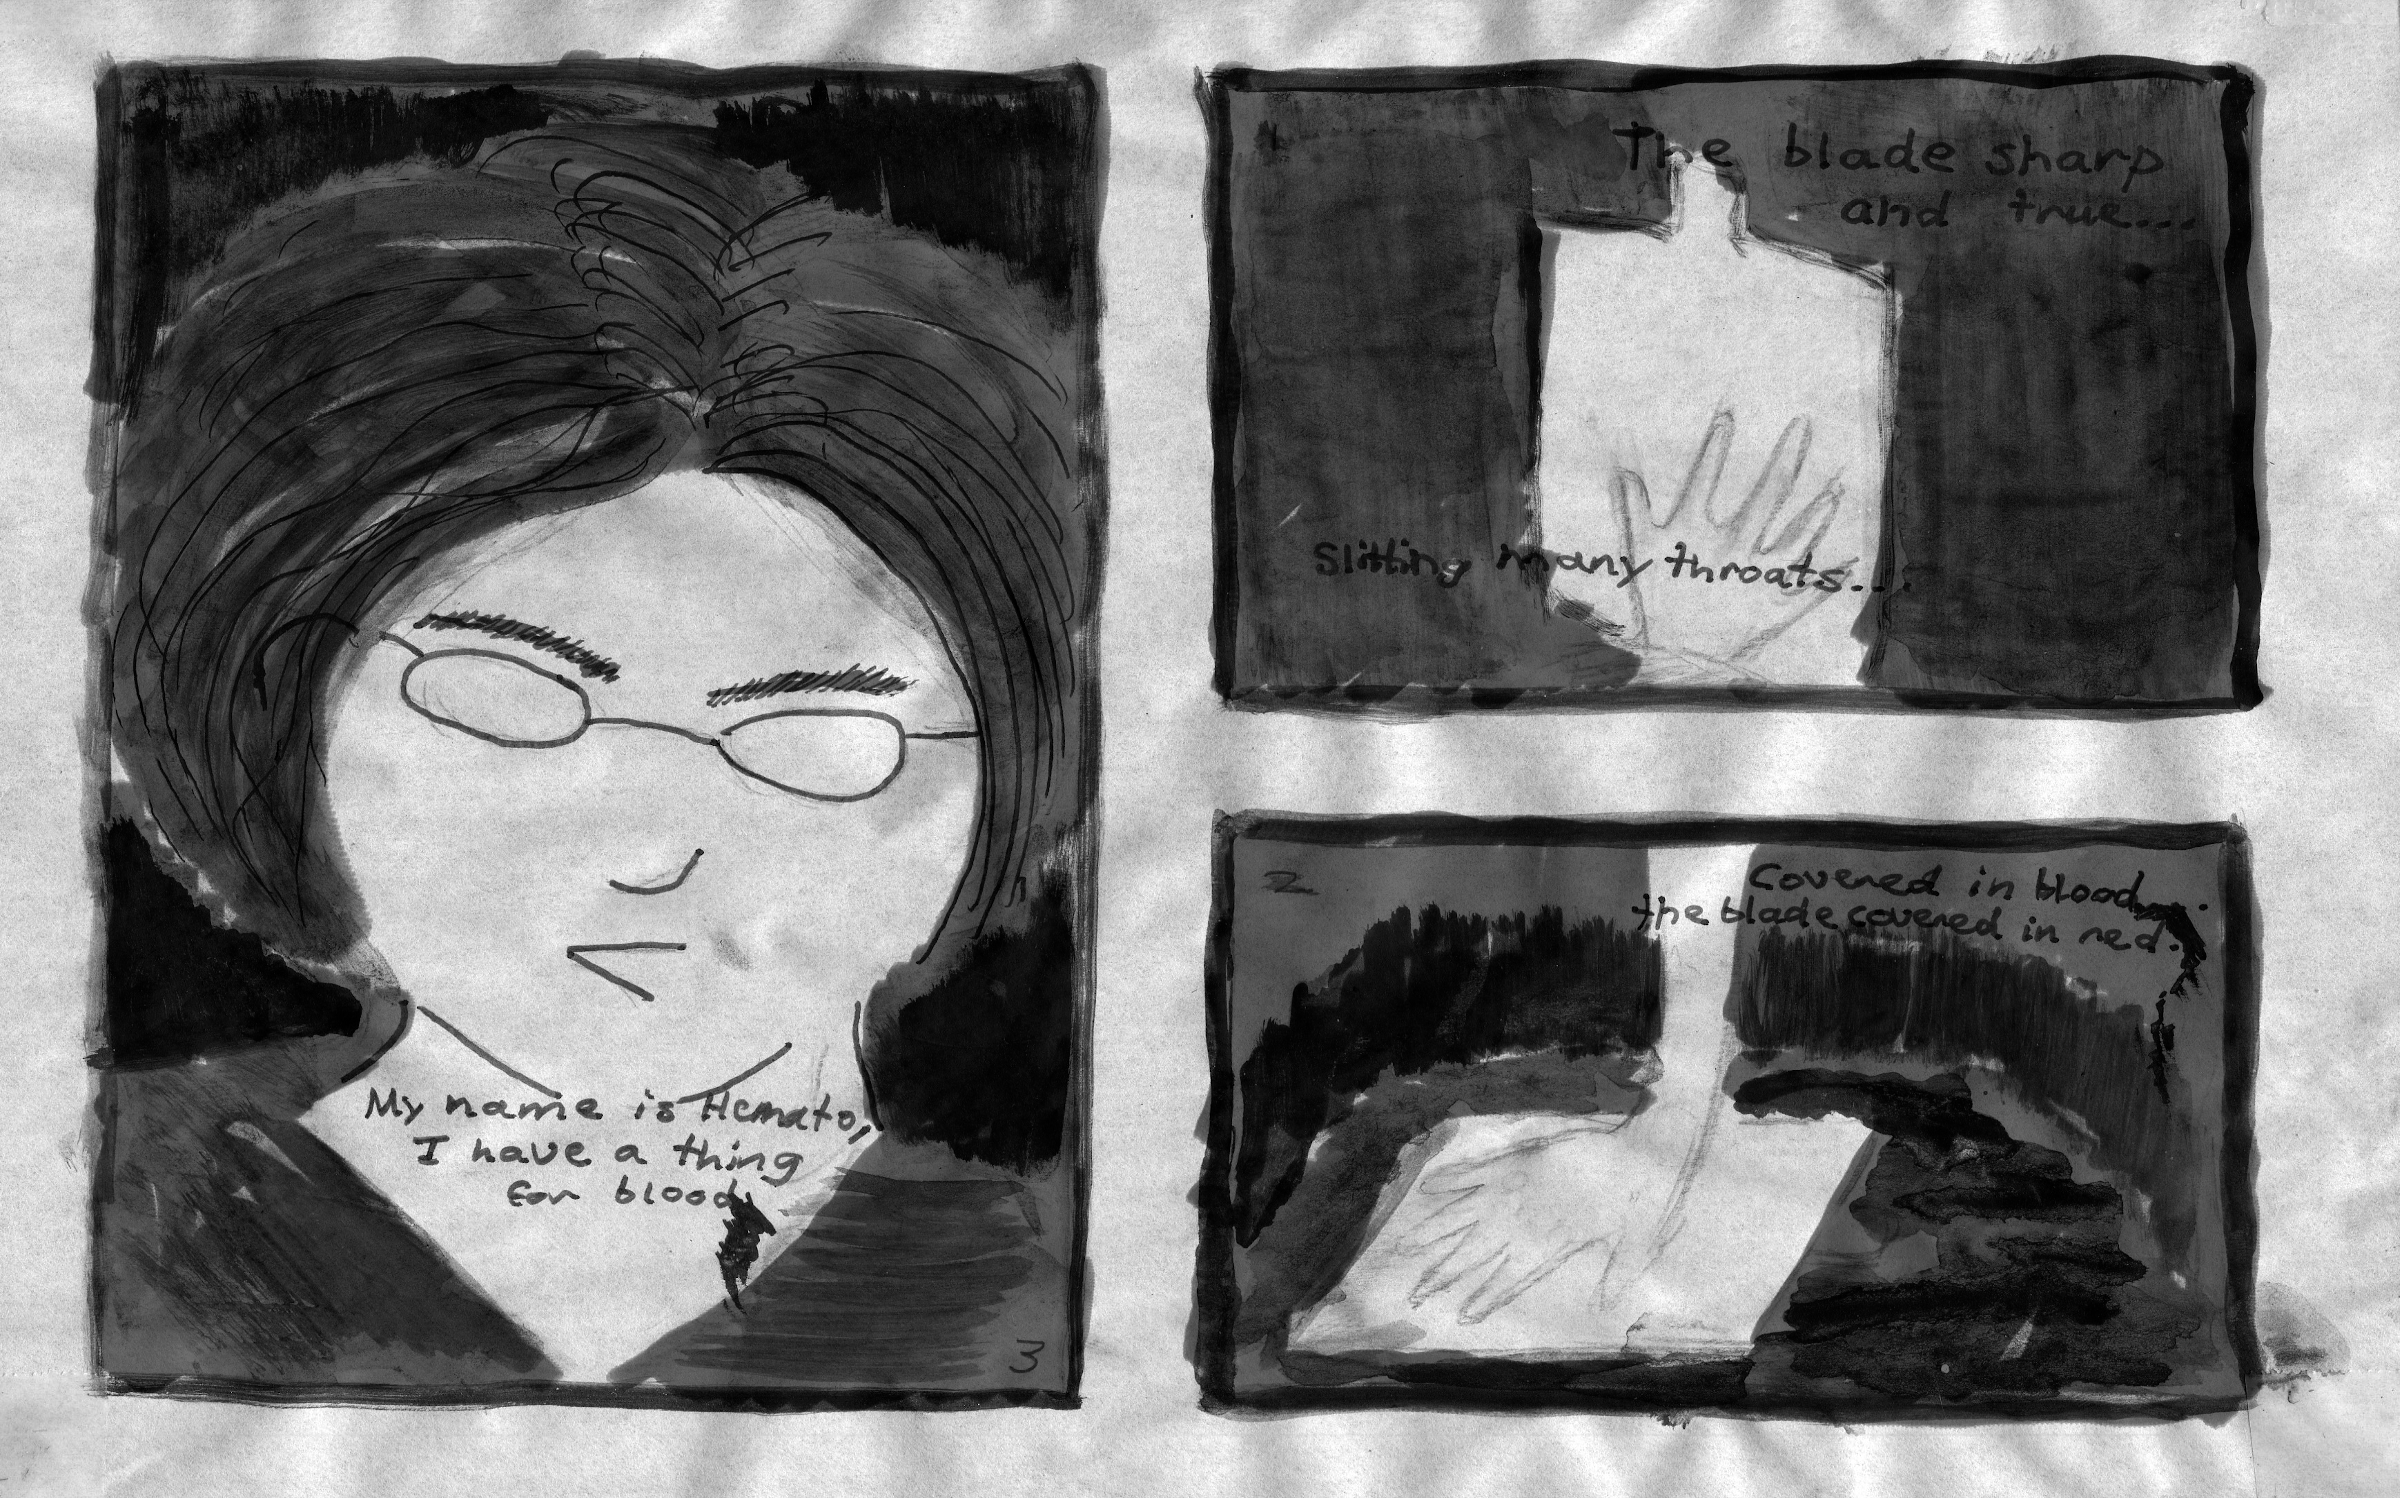 1
The blade sharp
and true...
Slitting many throats...
2
Covered in blood...
the blade covered in red.
My name is Hemato,
I have a thing
for blood
3